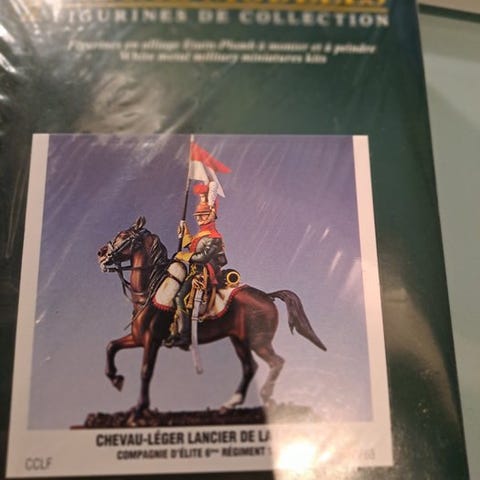 FIGURINES DE COLLECTION
Figurines en alliage Etain-Plomb à monter et à peindre
White metal military miniatures kits
CHEVAU-LÉGER LANCIER DE LA
COMPAGNIE D'ÉLITE 6ᵐᵉ RÉGIMENT
CCLF